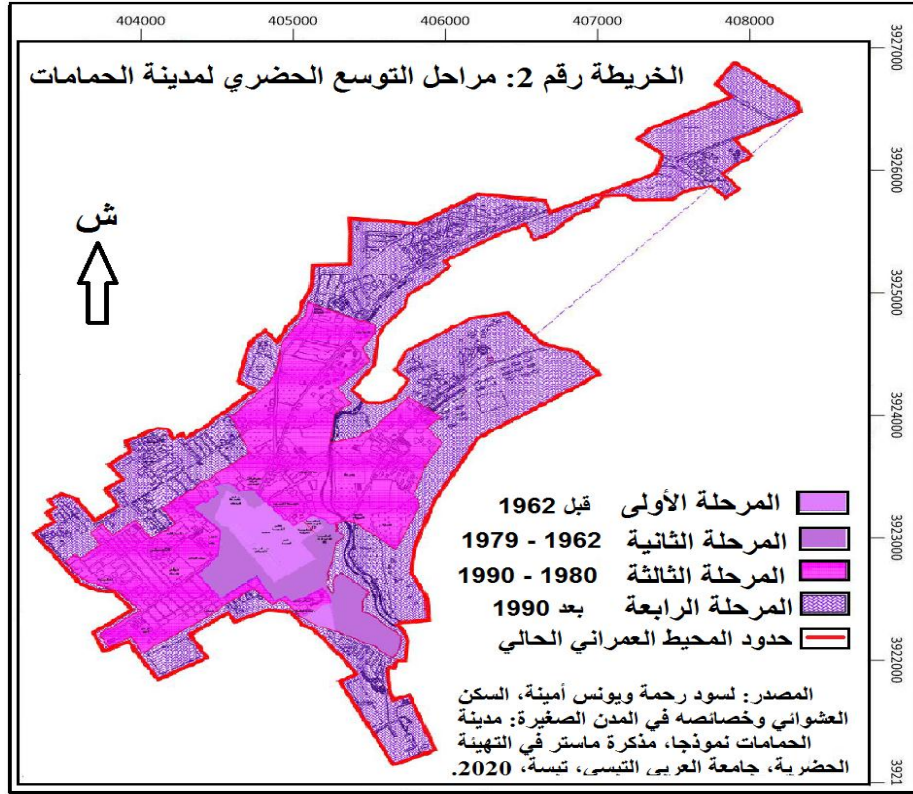 404000 405000 406000 407000 408000
الخريطة رقم 2: مراحل التوسع الحضري لمدينة الحمامات
3927000
3926000
3925000
3924000
3923000
3922000
3921
ش
المرحلة الأولى قبل 1962
المرحلة الثانية 1962 - 1979
المرحلة الثالثة 1980 - 1990
المرحلة الرابعة بعد 1990
حدود المحيط العمراني الحالي
المصدر: لسود رحمة ويونس أمينة، السكن
العشوائي وخصائصه في المدن الصغيرة: مدينة
الحمامات نموذجا، مذكرة ماستر في التهيئة
الحضرية، جامعة العربي التبسي، تبسة، 2020.